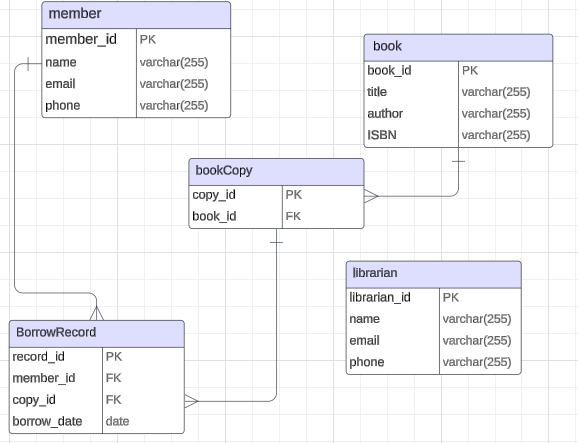 member
member_id PK
name varchar(255)
email varchar(255)
phone varchar(255)
book
book_id PK
title varchar(255)
author varchar(255)
ISBN varchar(255)
bookCopy
copy_id PK
book_id FK
librarian
librarian_id PK
name varchar(255)
email varchar(255)
phone varchar(255)
BorrowRecord
record_id PK
member_id FK
copy_id FK
borrow_date date